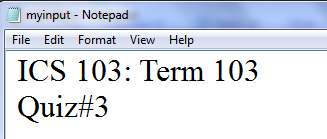 myinput - Notepad
File Edit Format View Help
ICS 103: Term 103
Quiz#3